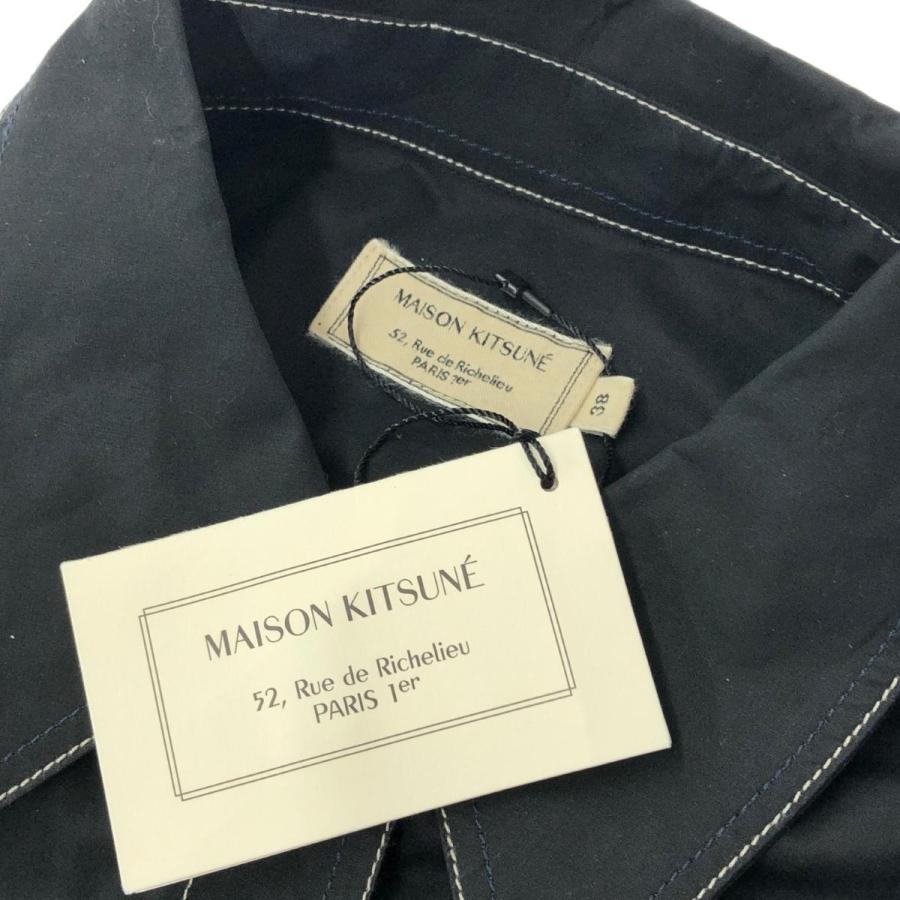 MAISON KITSUNÉ
52, Rue de Richelieu
PARIS 1er
38
MAISON KITSUNÉ
52, Rue de Richelieu
PARIS 1er